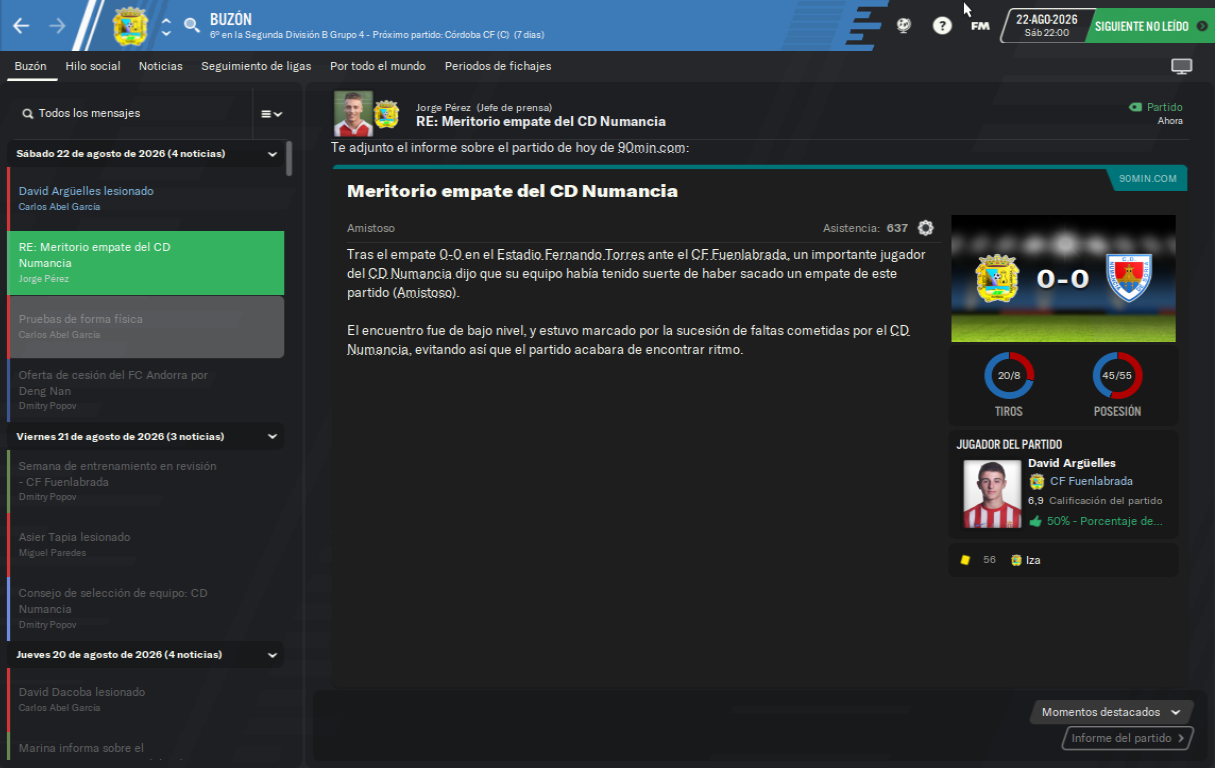 BUZÓN
6º en la Segunda División B Grupo 4 - Próximo partido: Córdoba CF (C) (7 días)
?
FM
22-AGO-2026
Sáb 22:00
SIGUIENTE NO LEÍDO
Buzón
Hilo social
Noticias
Seguimiento de ligas
Por todo el mundo
Periodos de fichajes
Todos los mensajes
Sábado 22 de agosto de 2026 (4 noticias)
David Argüelles lesionado
Carlos Abel García
RE: Meritorio empate del CD
Numancia
Jorge Pérez
Pruebas de forma física
Carlos Abel García
Oferta de cesión del FC Andorra por
Deng Nan
Dmitry Popov
Viernes 21 de agosto de 2026 (3 noticias)
Semana de entrenamiento en revisión
- CF Fuenlabrada
Dmitry Popov
Asier Tapia lesionado
Miguel Paredes
Consejo de selección de equipo: CD
Numancia
Dmitry Popov
Jueves 20 de agosto de 2026 (4 noticias)
David Dacoba lesionado
Carlos Abel García
Marina informa sobre el
Jorge Pérez (Jefe de prensa)
RE: Meritorio empate del CD Numancia
Partido
Ahora
Te adjunto el informe sobre el partido de hoy de 90min.com:
90MIN.COM
Meritorio empate del CD Numancia
Amistoso
Asistencia: 637
Tras el empate 0-0 en el Estadio Fernando Torres ante el CF Fuenlabrada, un importante jugador
del CD Numancia dijo que su equipo había tenido suerte de haber sacado un empate de este
partido (Amistoso).
El encuentro fue de bajo nivel, y estuvo marcado por la sucesión de faltas cometidas por el CD
Numancia, evitando así que el partido acabara de encontrar ritmo.
0-0
20/8
45/55
TIROS
POSESIÓN
JUGADOR DEL PARTIDO
David Argüelles
CF Fuenlabrada
6,9 Calificación del partido
50% - Porcentaje de...
56 Iza
Momentos destacados
Informe del partido